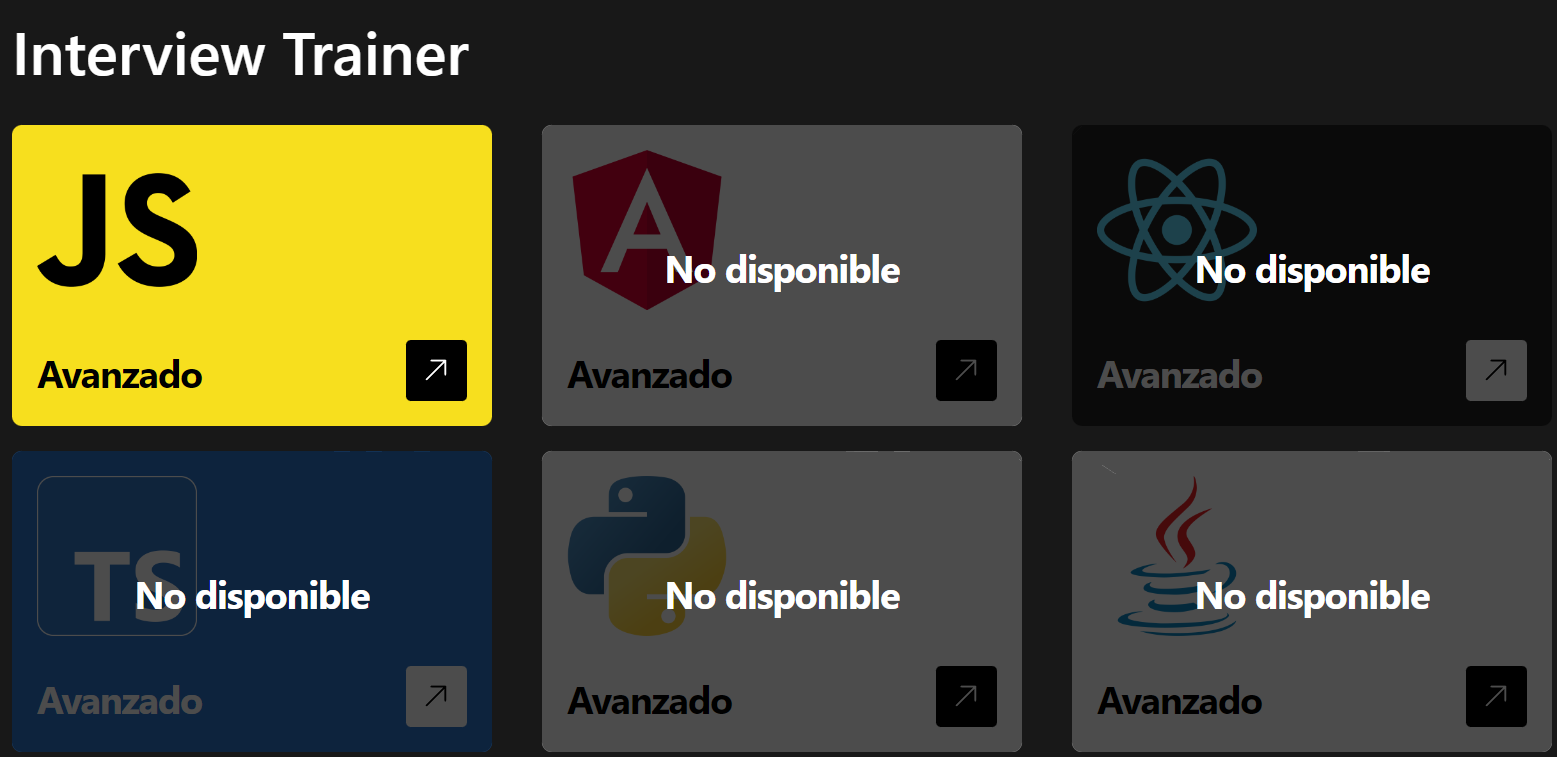 Interview Trainer
JS
Avanzado
No disponible
Avanzado
No disponible
Avanzado
TS
No disponible
Avanzado
No disponible
Avanzado
No disponible
Avanzado